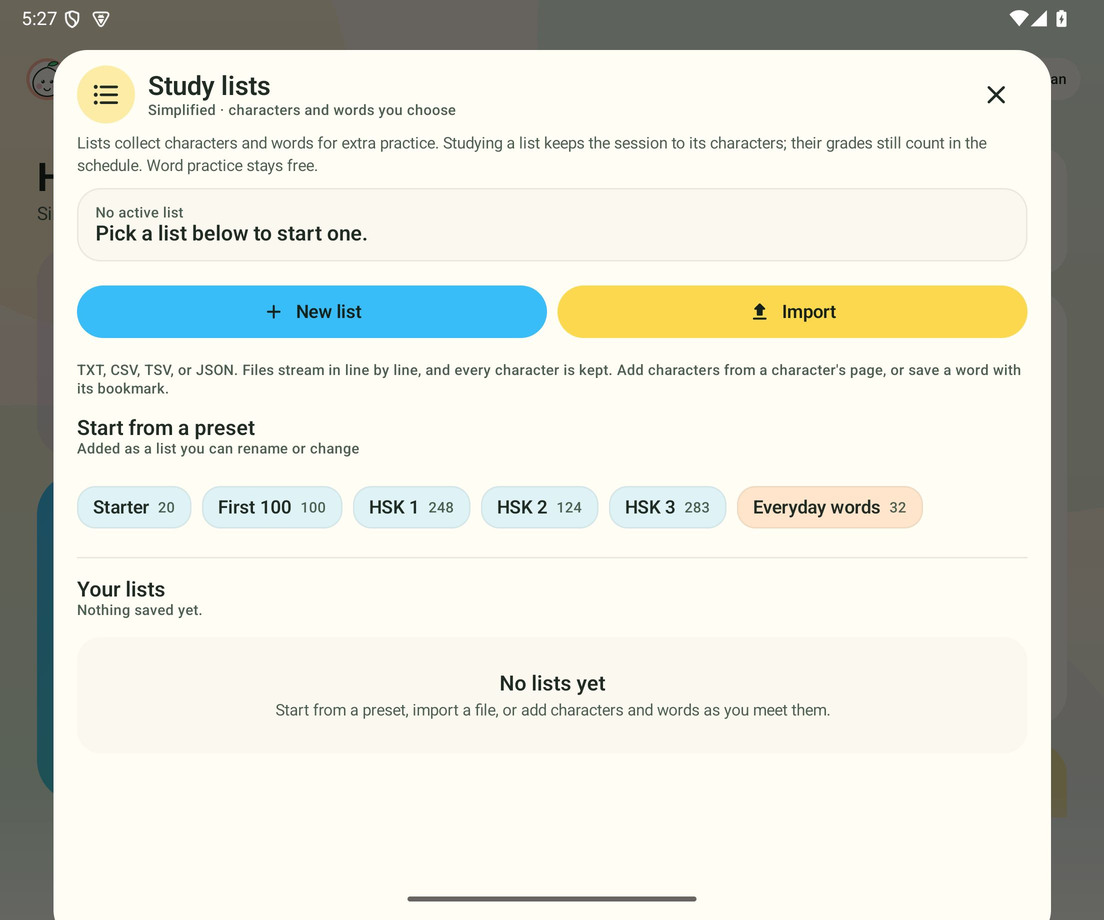 5:27
an
Study lists
Simplified · characters and words you choose
Lists collect characters and words for extra practice. Studying a list keeps the session to its characters; their grades still count in the
schedule. Word practice stays free.
H
Si
No active list
Pick a list below to start one.
+ New list
Import
TXT, CSV, TSV, or JSON. Files stream in line by line, and every character is kept. Add characters from a character's page, or save a word with
its bookmark.
Start from a preset
Added as a list you can rename or change
Starter 20
First 100 100
HSK 1 248
HSK 2 124
HSK 3 283
Everyday words 32
Your lists
Nothing saved yet.
No lists yet
Start from a preset, import a file, or add characters and words as you meet them.